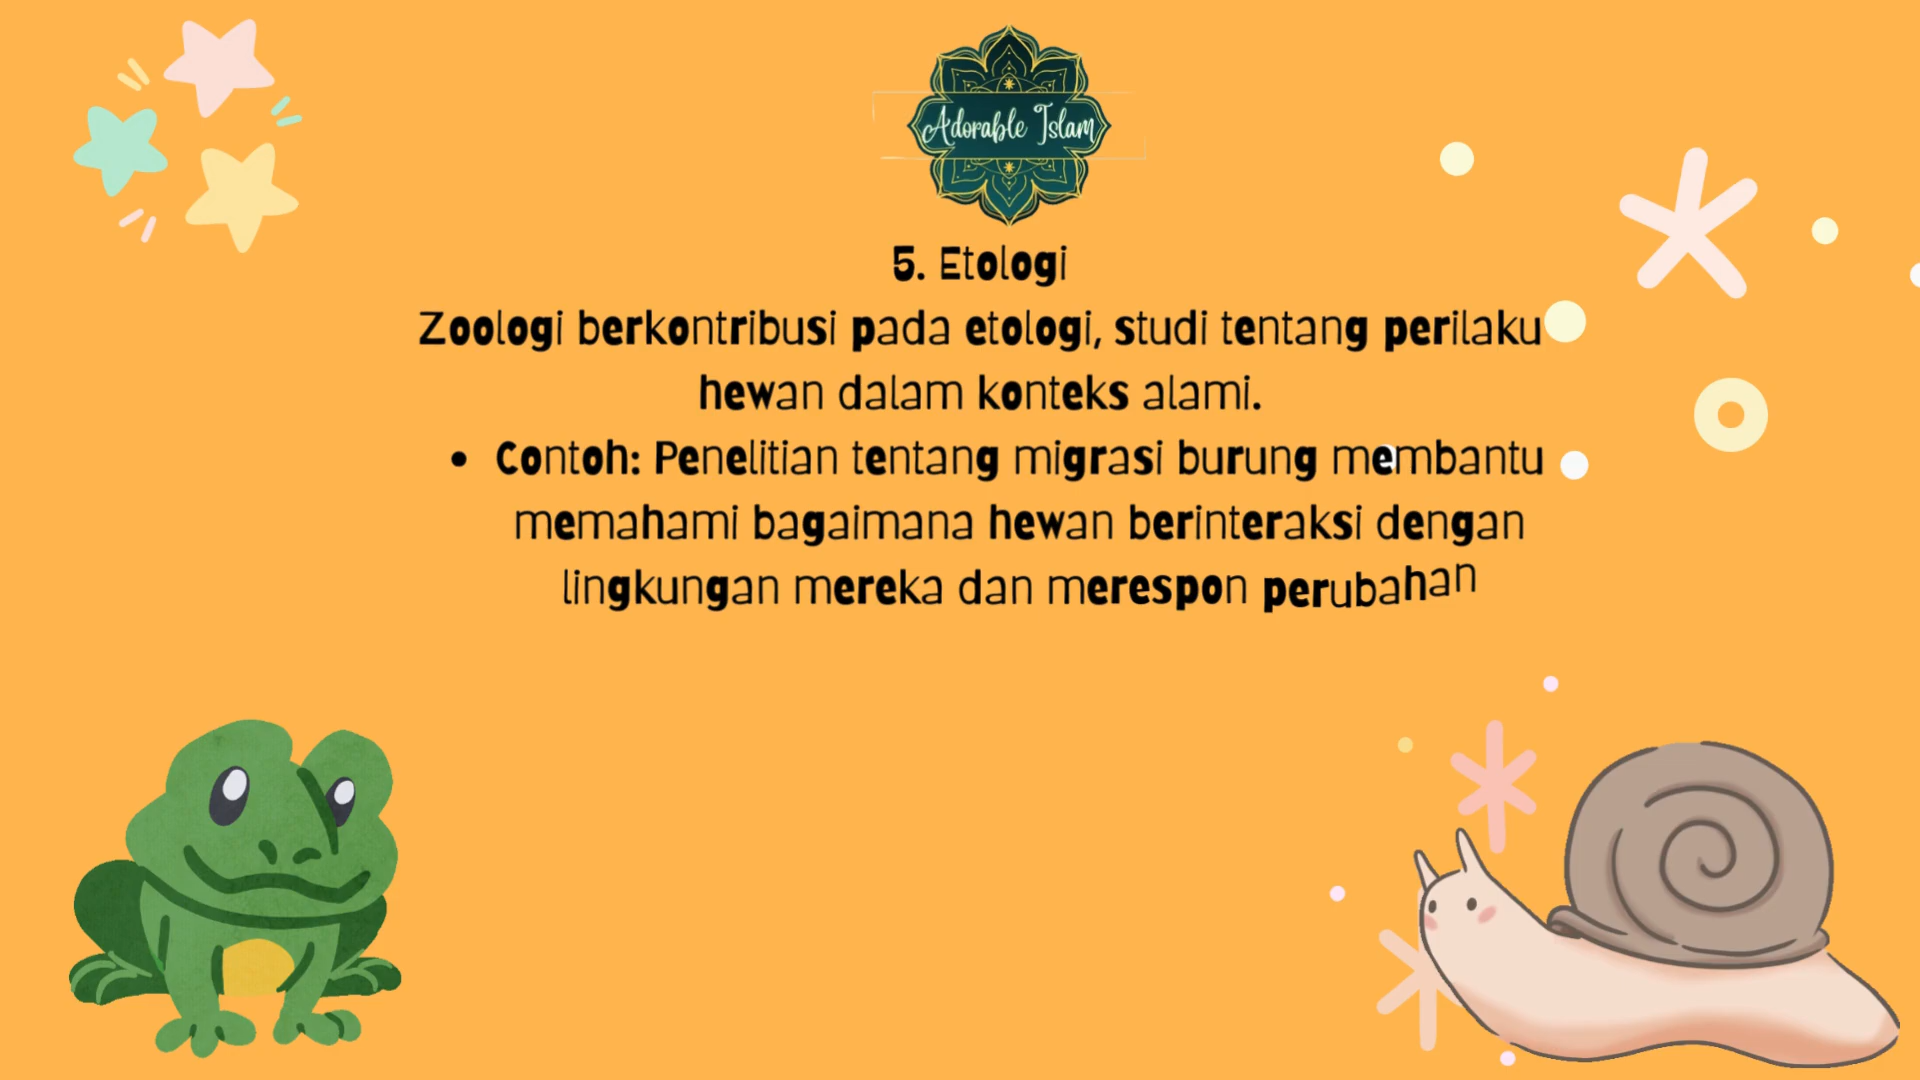 Adorable Islam
5. Etologi
Zoologi berkontribusi pada etologi, studi tentang perilaku
hewan dalam konteks alami.
• Contoh: Penelitian tentang migrasi burung membantu
memahami bagaimana hewan berinteraksi dengan
lingkungan mereka dan merespon perubahan